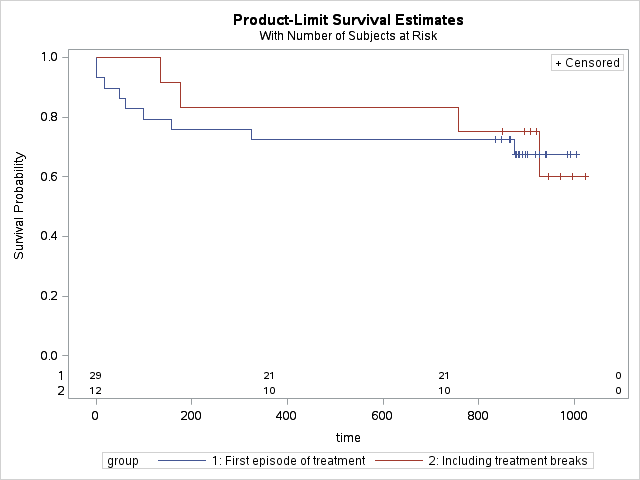 Product-Limit Survival Estimates
With Number of Subjects at Risk
+ Censored
Survival Probability
1.0
0.8
0.6
0.4
0.2
0.0
1 29 21 21 0
2 12 10 10 0
0 200 400 600 800 1000
time
group 1: First episode of treatment 2: Including treatment breaks